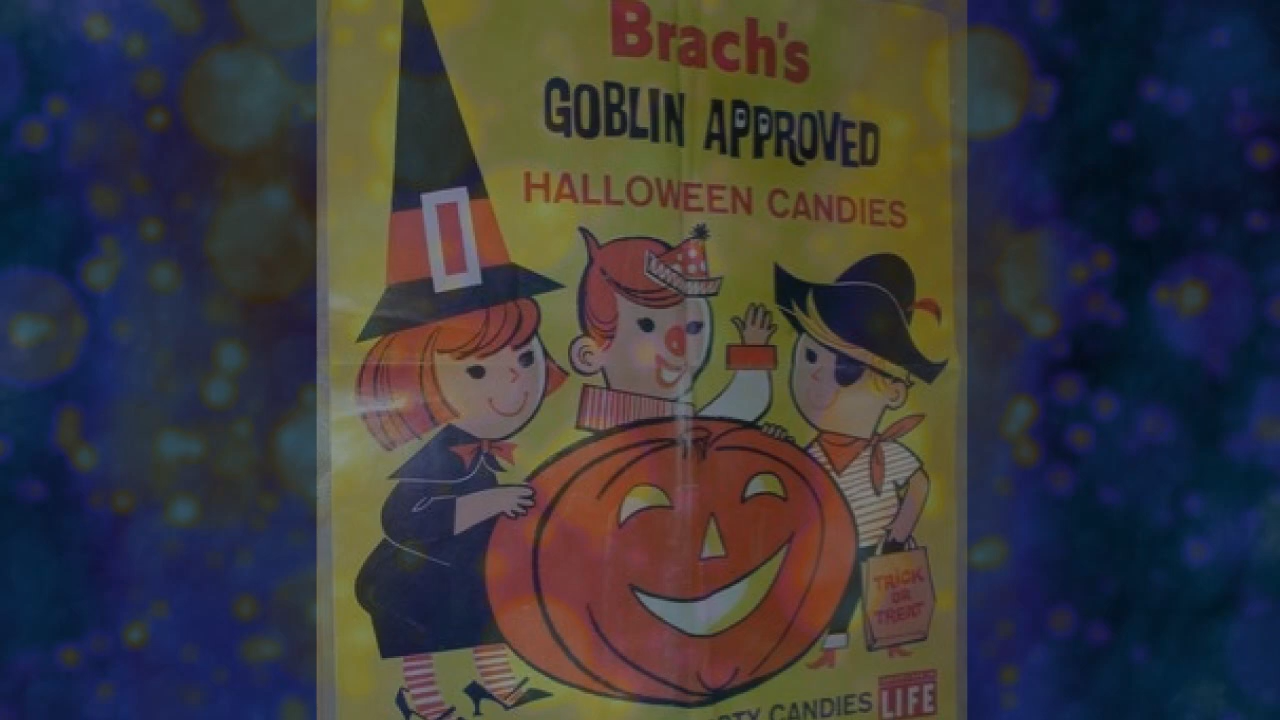 Brach's
GOBLIN APPROVED
HALLOWEEN CANDIES
TRICK
OR
TREAT
CANDIES
LIFE